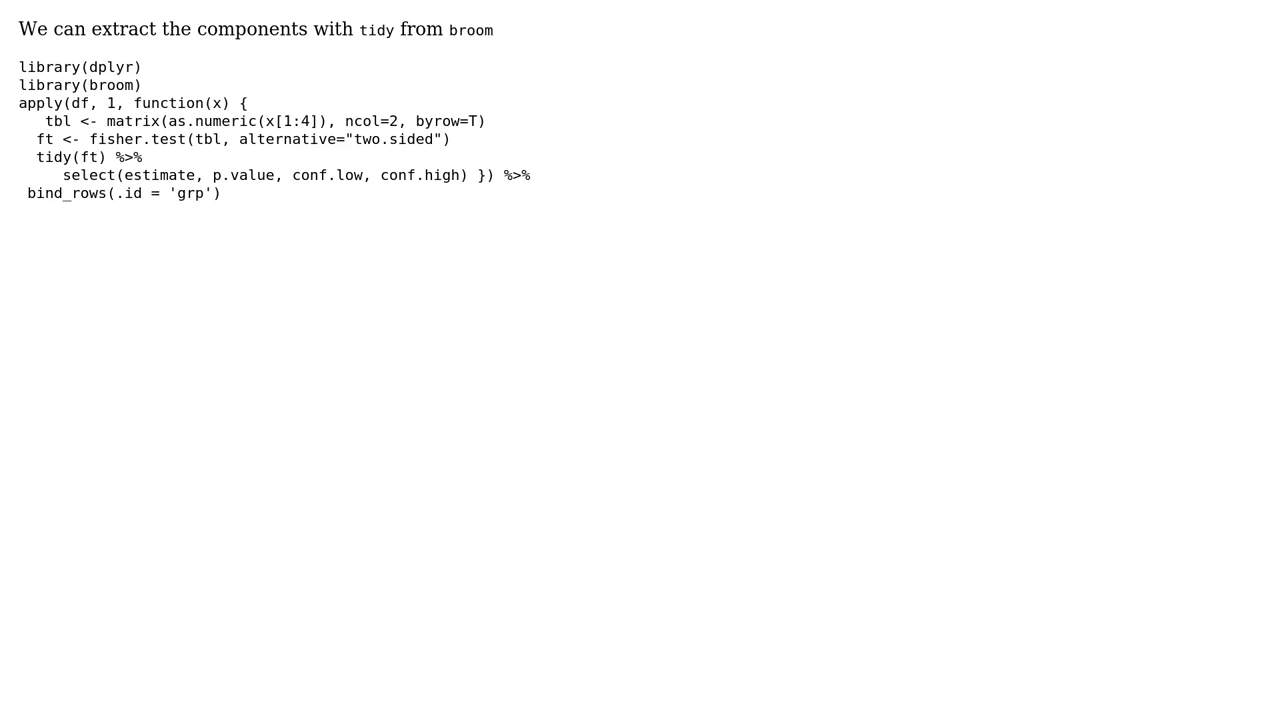 We can extract the components with tidy from broom
library(dplyr)
library(broom)
apply(df, 1, function(x) {
   tbl <- matrix(as.numeric(x[1:4]), ncol=2, byrow=T)
  ft <- fisher.test(tbl, alternative="two.sided")
  tidy(ft) %>%
     select(estimate, p.value, conf.low, conf.high) }) %>%
 bind_rows(.id = 'grp')